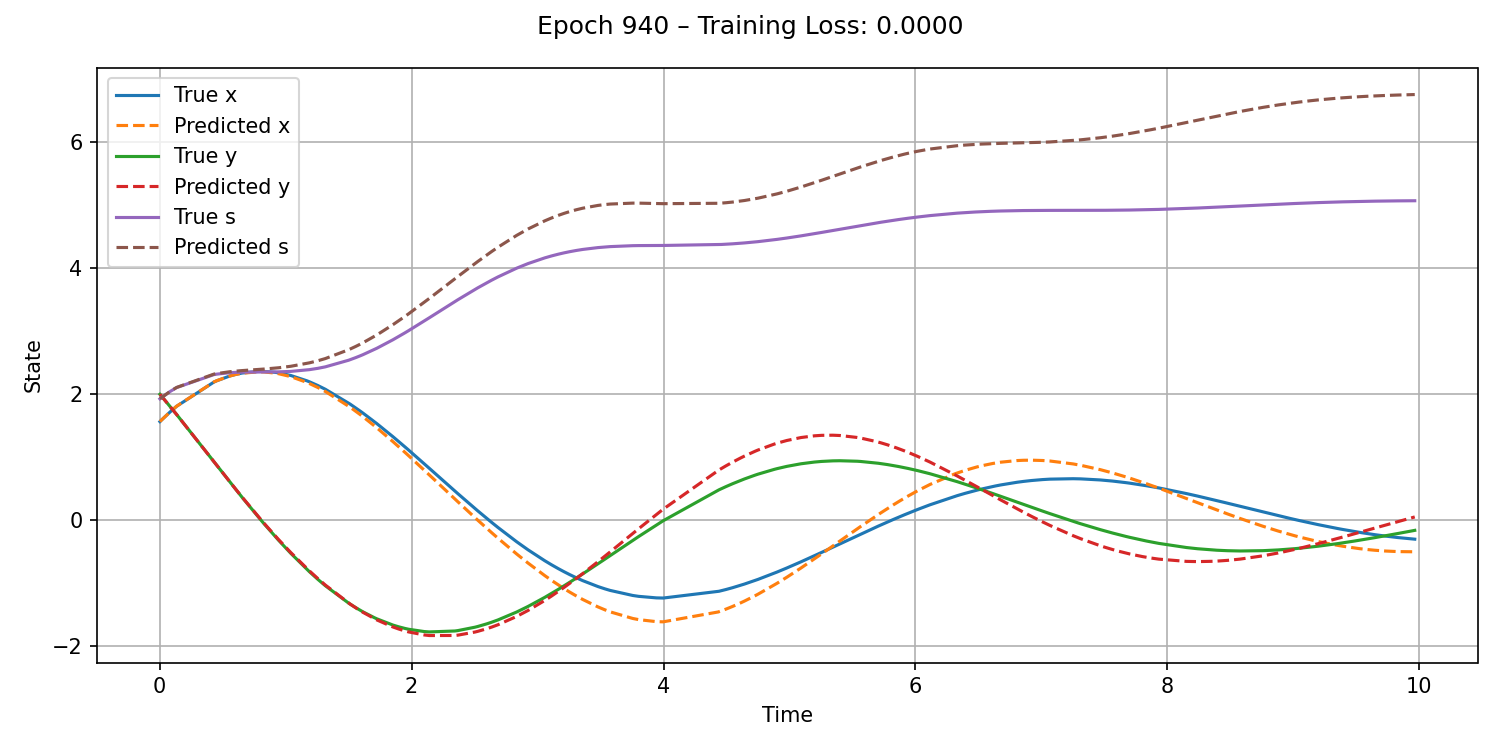 Epoch 940 – Training Loss: 0.0000
True x
Predicted x
True y
Predicted y
True s
Predicted s
State
6
4
2
0
−2
0 2 4 6 8 10
Time